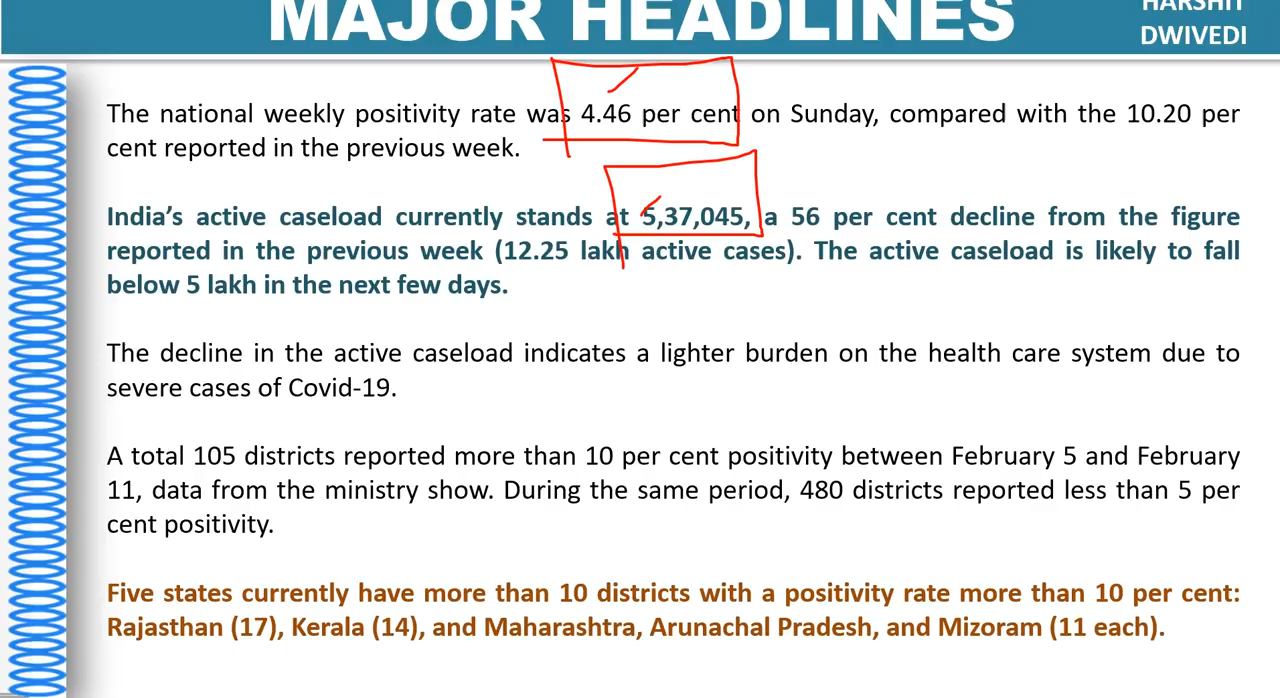 MAJOR HEADLINES
HARSHIT
DWIVEDI
The national weekly positivity rate was 4.46 per cent on Sunday, compared with the 10.20 per
cent reported in the previous week.
India’s active caseload currently stands at 5,37,045, a 56 per cent decline from the figure
reported in the previous week (12.25 lakh active cases). The active caseload is likely to fall
below 5 lakh in the next few days.
The decline in the active caseload indicates a lighter burden on the health care system due to
severe cases of Covid-19.
A total 105 districts reported more than 10 per cent positivity between February 5 and February
11, data from the ministry show. During the same period, 480 districts reported less than 5 per
cent positivity.
Five states currently have more than 10 districts with a positivity rate more than 10 per cent:
Rajasthan (17), Kerala (14), and Maharashtra, Arunachal Pradesh, and Mizoram (11 each).